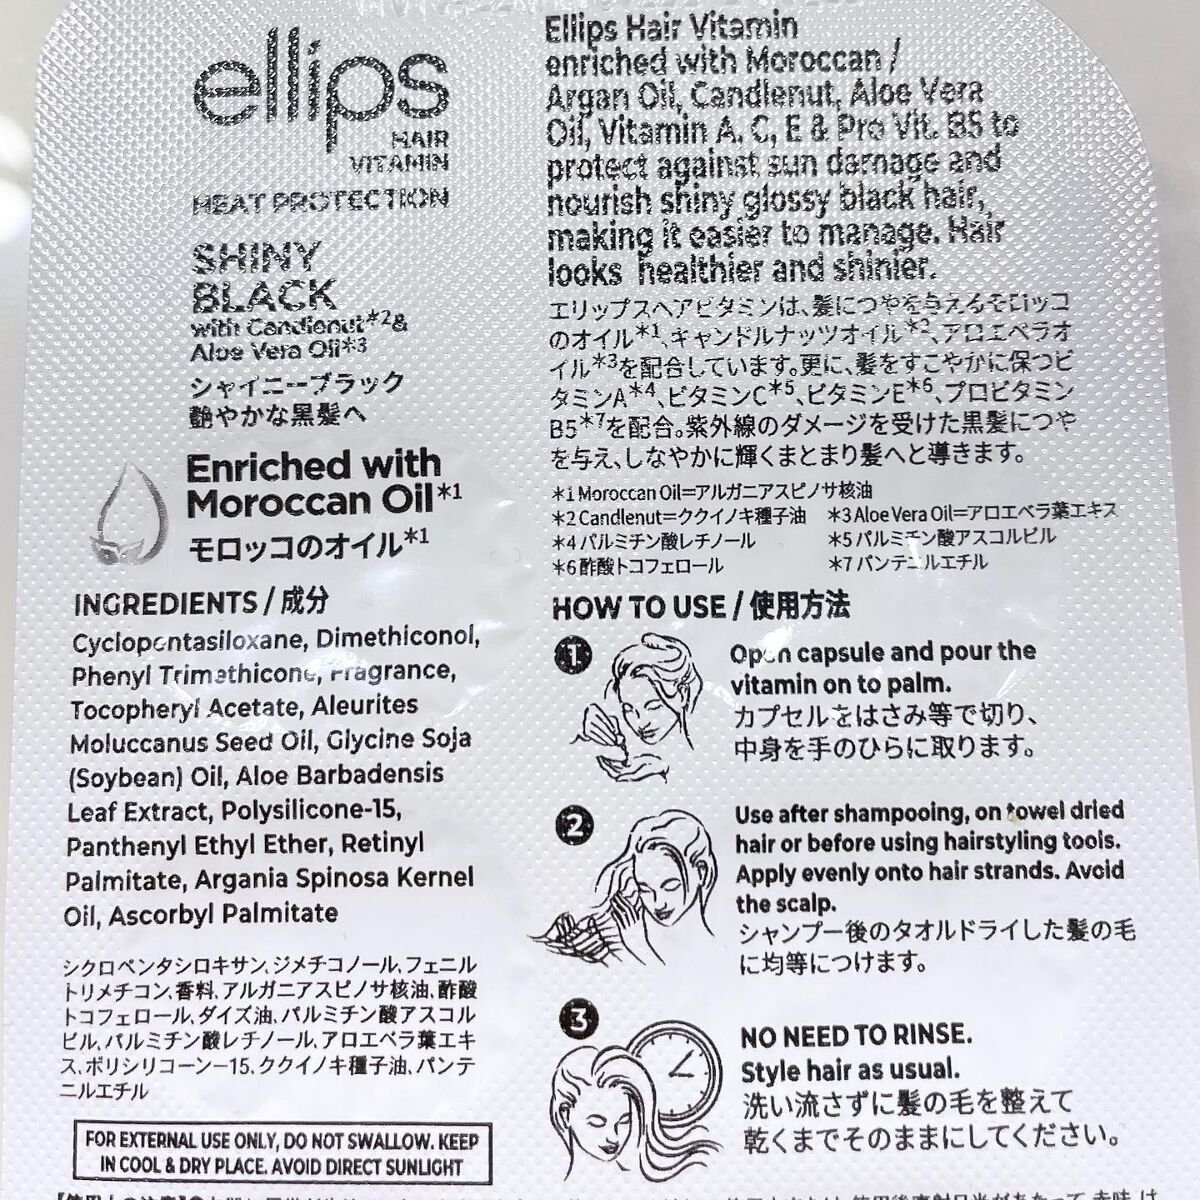 ellips
HAIR
VITAMIN
HEAT PROTECTION
SHINY
BLACK
with Candlenut*2&
Aloe Vera Oil*3
シャイニーブラック
艶やかな黒髪へ
Enriched with
Moroccan Oil*1
モロッコのオイル*1
INGREDIENTS / 成分
Cyclopentasiloxane, Dimethiconol,
Phenyl Trimethicone, Fragrance,
Tocopheryl Acetate, Aleurites
Moluccanus Seed Oil, Glycine Soja
(Soybean) Oil, Aloe Barbadensis
Leaf Extract, Polysilicone-15,
Panthenyl Ethyl Ether, Retinyl
Palmitate, Argania Spinosa Kernel
Oil, Ascorbyl Palmitate
シクロペンタシロキサン、ジメチコノール、フェニル
トリメチコン、香料、アルガニアスピノサ核油、酢酸
トコフェロール、ダイズ油、パルミチン酸アスコル
ビル、パルミチン酸レチノール、アロエベラ葉エキ
ス、ポリシリコーン-15、ククイノキ種子油、パンテ
ニルエチル
FOR EXTERNAL USE ONLY, DO NOT SWALLOW. KEEP
IN COOL & DRY PLACE. AVOID DIRECT SUNLIGHT
Ellips Hair Vitamin
enriched with Moroccan /
Argan Oil, Candlenut, Aloe Vera
Oil, Vitamin A, C, E & Pro Vit. B5 to
protect against sun damage and
nourish shiny glossy black hair,
making it easier to manage. Hair
looks healthier and shinier.
エリップスヘアビタミンは、髪につやを与えるモロッコ
のオイル*1、キャンドルナッツオイル*2、アロエベラオ
イル*3を配合しています。更に、髪をすこやかに保つビ
タミンA*4、ビタミンC*5、ビタミンE*6、プロビタミン
B5*7を配合。紫外線のダメージを受けた黒髪につや
を与え、しなやかに輝くまとまり髪へと導きます。
*1 Moroccan Oil=アルガニアスピノサ核油
*2 Candlenut=ククイノキ種子油 *3 Aloe Vera Oil=アロエベラ葉エキス
*4 パルミチン酸レチノール *5 パルミチン酸アスコルビル
*6 酢酸トコフェロール *7 パンテニルエチル
HOW TO USE / 使用方法
1
Open capsule and pour the
vitamin on to palm.
カプセルをはさみ等で切り、
中身を手のひらに取ります。
2
Use after shampooing, on towel dried
hair or before using hairstyling tools.
Apply evenly onto hair strands. Avoid
the scalp.
シャンプー後のタオルドライした髪の毛
に均等につけます。
3
NO NEED TO RINSE.
Style hair as usual.
洗い流さずに髪の毛を整えて
乾くまでそのままにしてください。